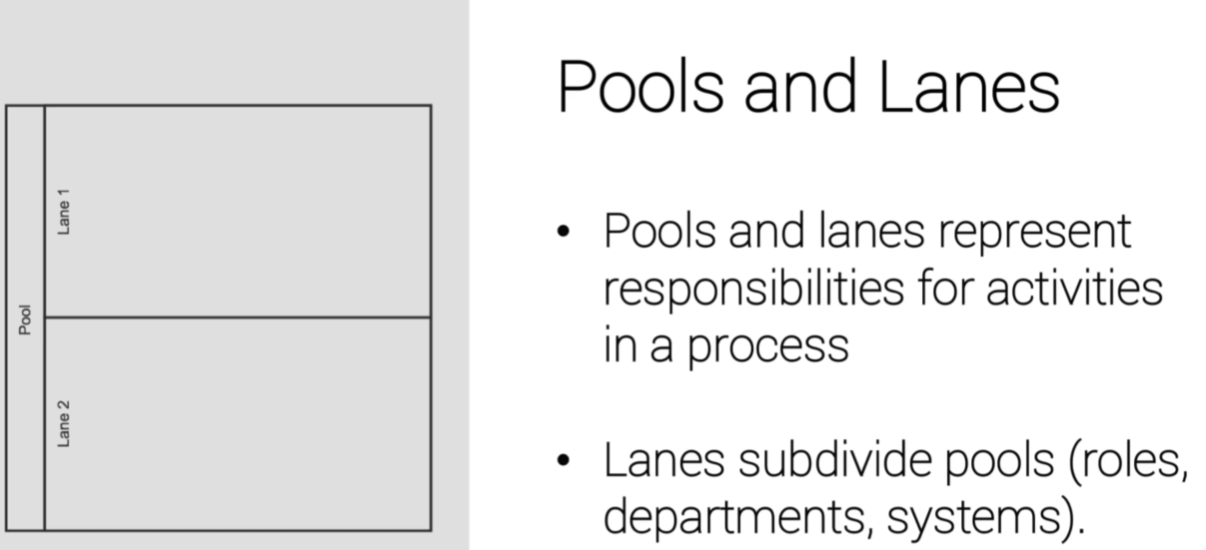 Pool
Lane 1
Lane 2
Pools and Lanes
• Pools and lanes represent
responsibilities for activities
in a process
• Lanes subdivide pools (roles,
departments, systems).